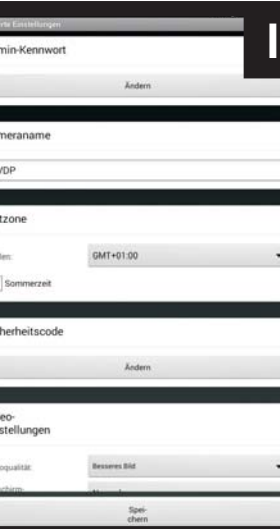 rte Einstellungen
min-Kennwort
Ändern
meraname
/DP
tzone
len:
GMT+01:00
Sommerzeit
herheitscode
Ändern
eo-
stellungen
oqualität:
Besseres Bild
Spei-
chern